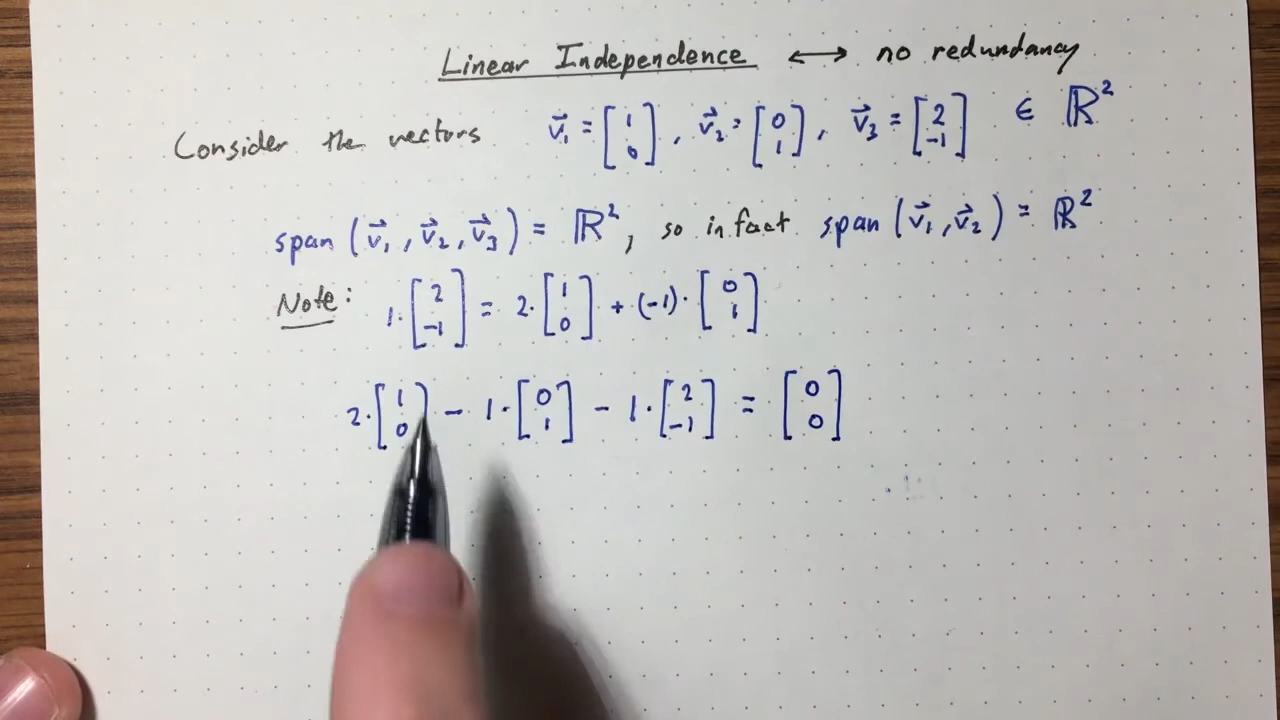 Linear Independence ⟷ no redundancy
Consider the vectors v⃗₁ = [1 0], v⃗₂ = [0 1], v⃗₃ = [2 -1] ∈ ℝ²
span (v⃗₁, v⃗₂, v⃗₃) = ℝ², so in fact span (v⃗₁, v⃗₂) = ℝ²
Note: 1·[2 -1] = 2·[1 0] + (-1)·[0 1]
2·[1 0] - 1·[0 1] - 1·[2 -1] = [0 0]